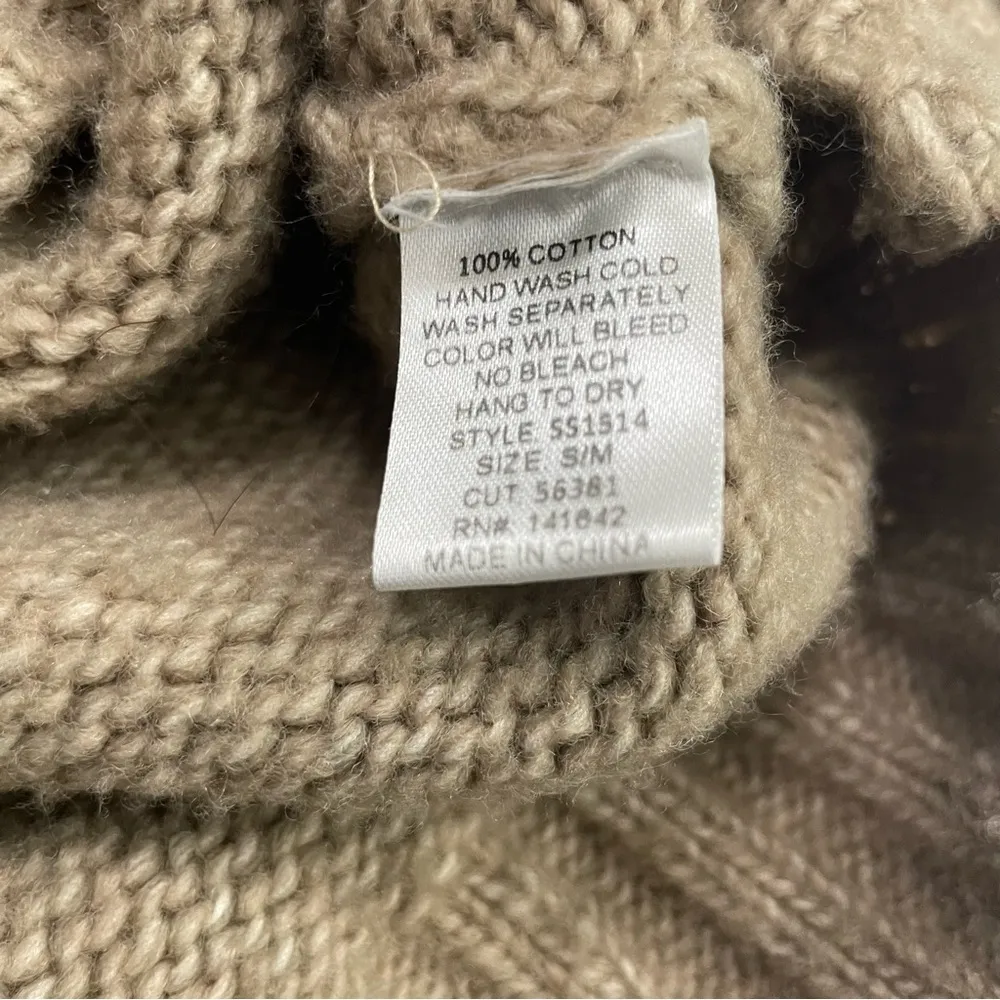 100% COTTON
HAND WASH COLD
WASH SEPARATELY
COLOR WILL BLEED
NO BLEACH
HANG TO DRY
STYLE SS1514
SIZE: S/M
CUT: 56381
RN#: 141642
MADE IN CHINA